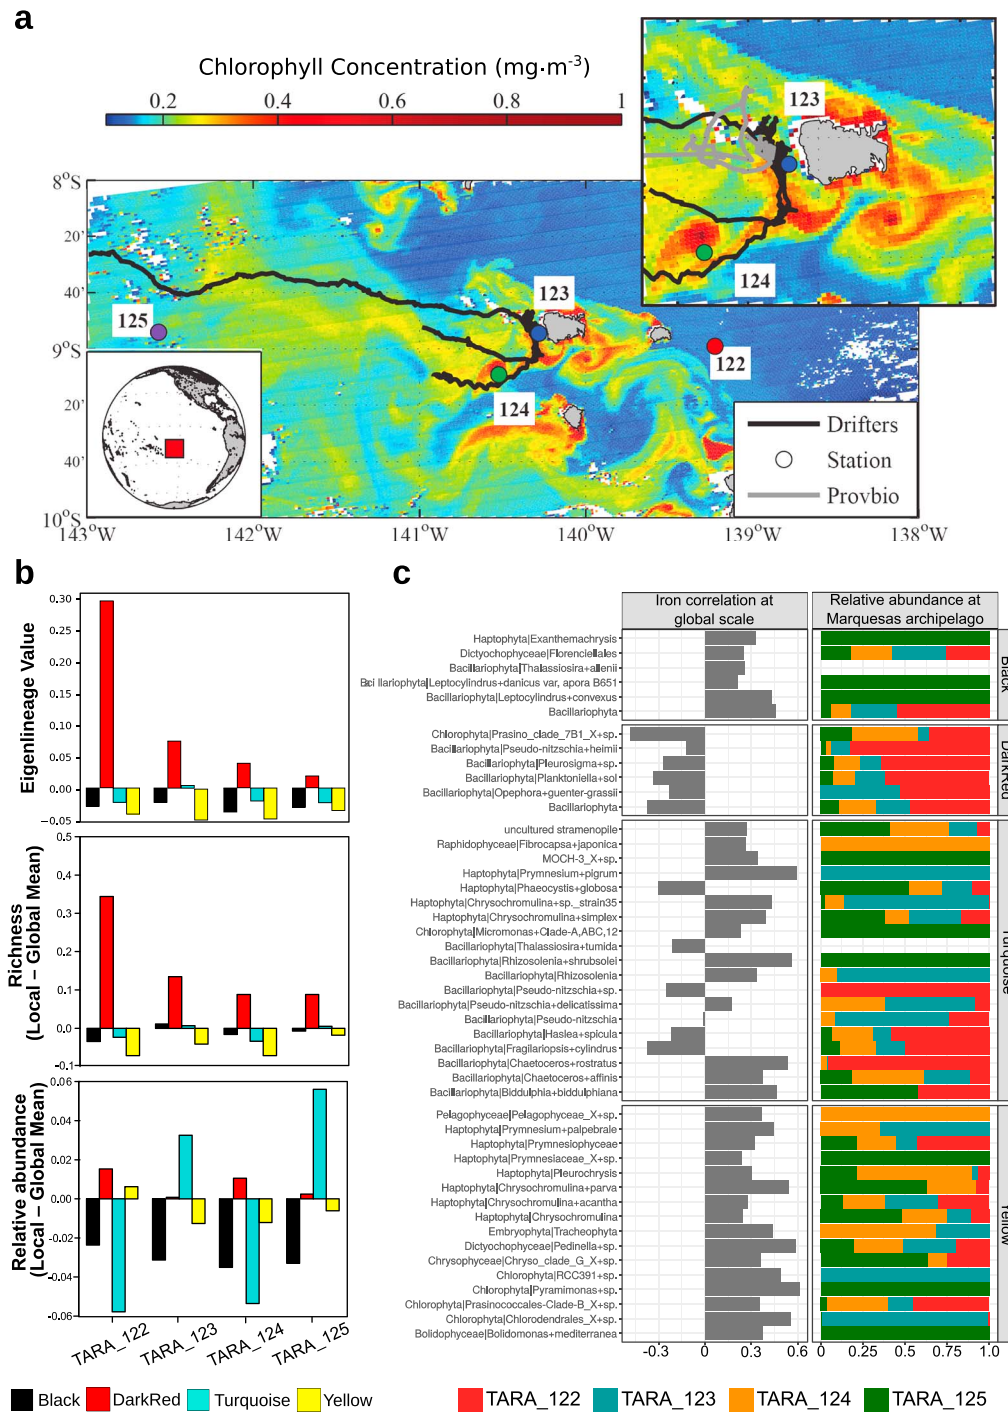 a
Chlorophyll Concentration (mg·m-3)
0.2 0.4 0.6 0.8 1
123
124
8°S
20'
40'
9°S
20'
40'
10°S
125
123
122
124
Drifters
Station
Provbio
143°W 142°W 141°W 140°W 139°W 138°W
b
Eigenlineage Value
0.30
0.25
0.20
0.15
0.10
0.05
0.00
−0.05
Richness
(Local – Global Mean)
0.5
0.4
0.3
0.2
0.1
0.0
-0.1
Relative abundance
(Local – Global Mean)
0.06
0.04
0.02
0.00
-0.02
-0.04
-0.06
TARA_122 TARA_123 TARA_124 TARA_125
Black DarkRed Turquoise Yellow
c
Iron correlation at
global scale
Relative abundance at
Marquesas archipelago
Haptophyta|Exanthemachrysis
Dictyochophyceae|Florenciellales
Bacillariophyta|Thalassiosira+allenii
Bacillariophyta|Leptocylindrus+danicus var, apora B651
Bacillariophyta|Leptocylindrus+convexus
Bacillariophyta
Black
Chlorophyta|Prasino_clade_7B1_X+sp.
Bacillariophyta|Pseudo-nitzschia+heimii
Bacillariophyta|Pleurosigma+sp.
Bacillariophyta|Planktoniella+sol
Bacillariophyta|Opephora+guenter-grassii
Bacillariophyta
DarkRed
uncultured stramenopile
Raphidophyceae|Fibrocapsa+japonica
MOCH-3_X+sp.
Haptophyta|Prymnesium+pigrum
Haptophyta|Phaeocystis+globosa
Haptophyta|Chrysochromulina+sp._strain35
Haptophyta|Chrysochromulina+simplex
Chlorophyta|Micromonas+Clade-A,ABC,12
Bacillariophyta|Thalassiosira+tumida
Bacillariophyta|Rhizosolenia+shrubsolei
Bacillariophyta|Rhizosolenia
Bacillariophyta|Pseudo-nitzschia+sp.
Bacillariophyta|Pseudo-nitzschia+delicatissima
Bacillariophyta|Pseudo-nitzschia
Bacillariophyta|Haslea+spicula
Bacillariophyta|Fragilariopsis+cylindrus
Bacillariophyta|Chaetoceros+rostratus
Bacillariophyta|Chaetoceros+affinis
Bacillariophyta|Biddulphia+biddulphiana
Turquoise
Pelagophyceae|Pelagophyceae_X+sp.
Haptophyta|Prymnesium+palpebrale
Haptophyta|Prymnesiophyceae
Haptophyta|Prymnesiaceae_X+sp.
Haptophyta|Pleurochrysis
Haptophyta|Chrysochromulina+parva
Haptophyta|Chrysochromulina+acantha
Haptophyta|Chrysochromulina
Embryophyta|Tracheophyta
Dictyochophyceae|Pedinella+sp.
Chrysophyceae|Chryso_clade_G_X+sp.
Chlorophyta|RCC391+sp.
Chlorophyta|Pyramimonas+sp.
Chlorophyta|Prasinococcales-Clade-B_X+sp.
Chlorophyta|Chlorodendrales_X+sp.
Bolidophyceae|Bolidomonas+mediterranea
Yellow
-0.3 0 0.3 0.6 0 0.25 0.5 0.75 1.0
TARA_122 TARA_123 TARA_124 TARA_125